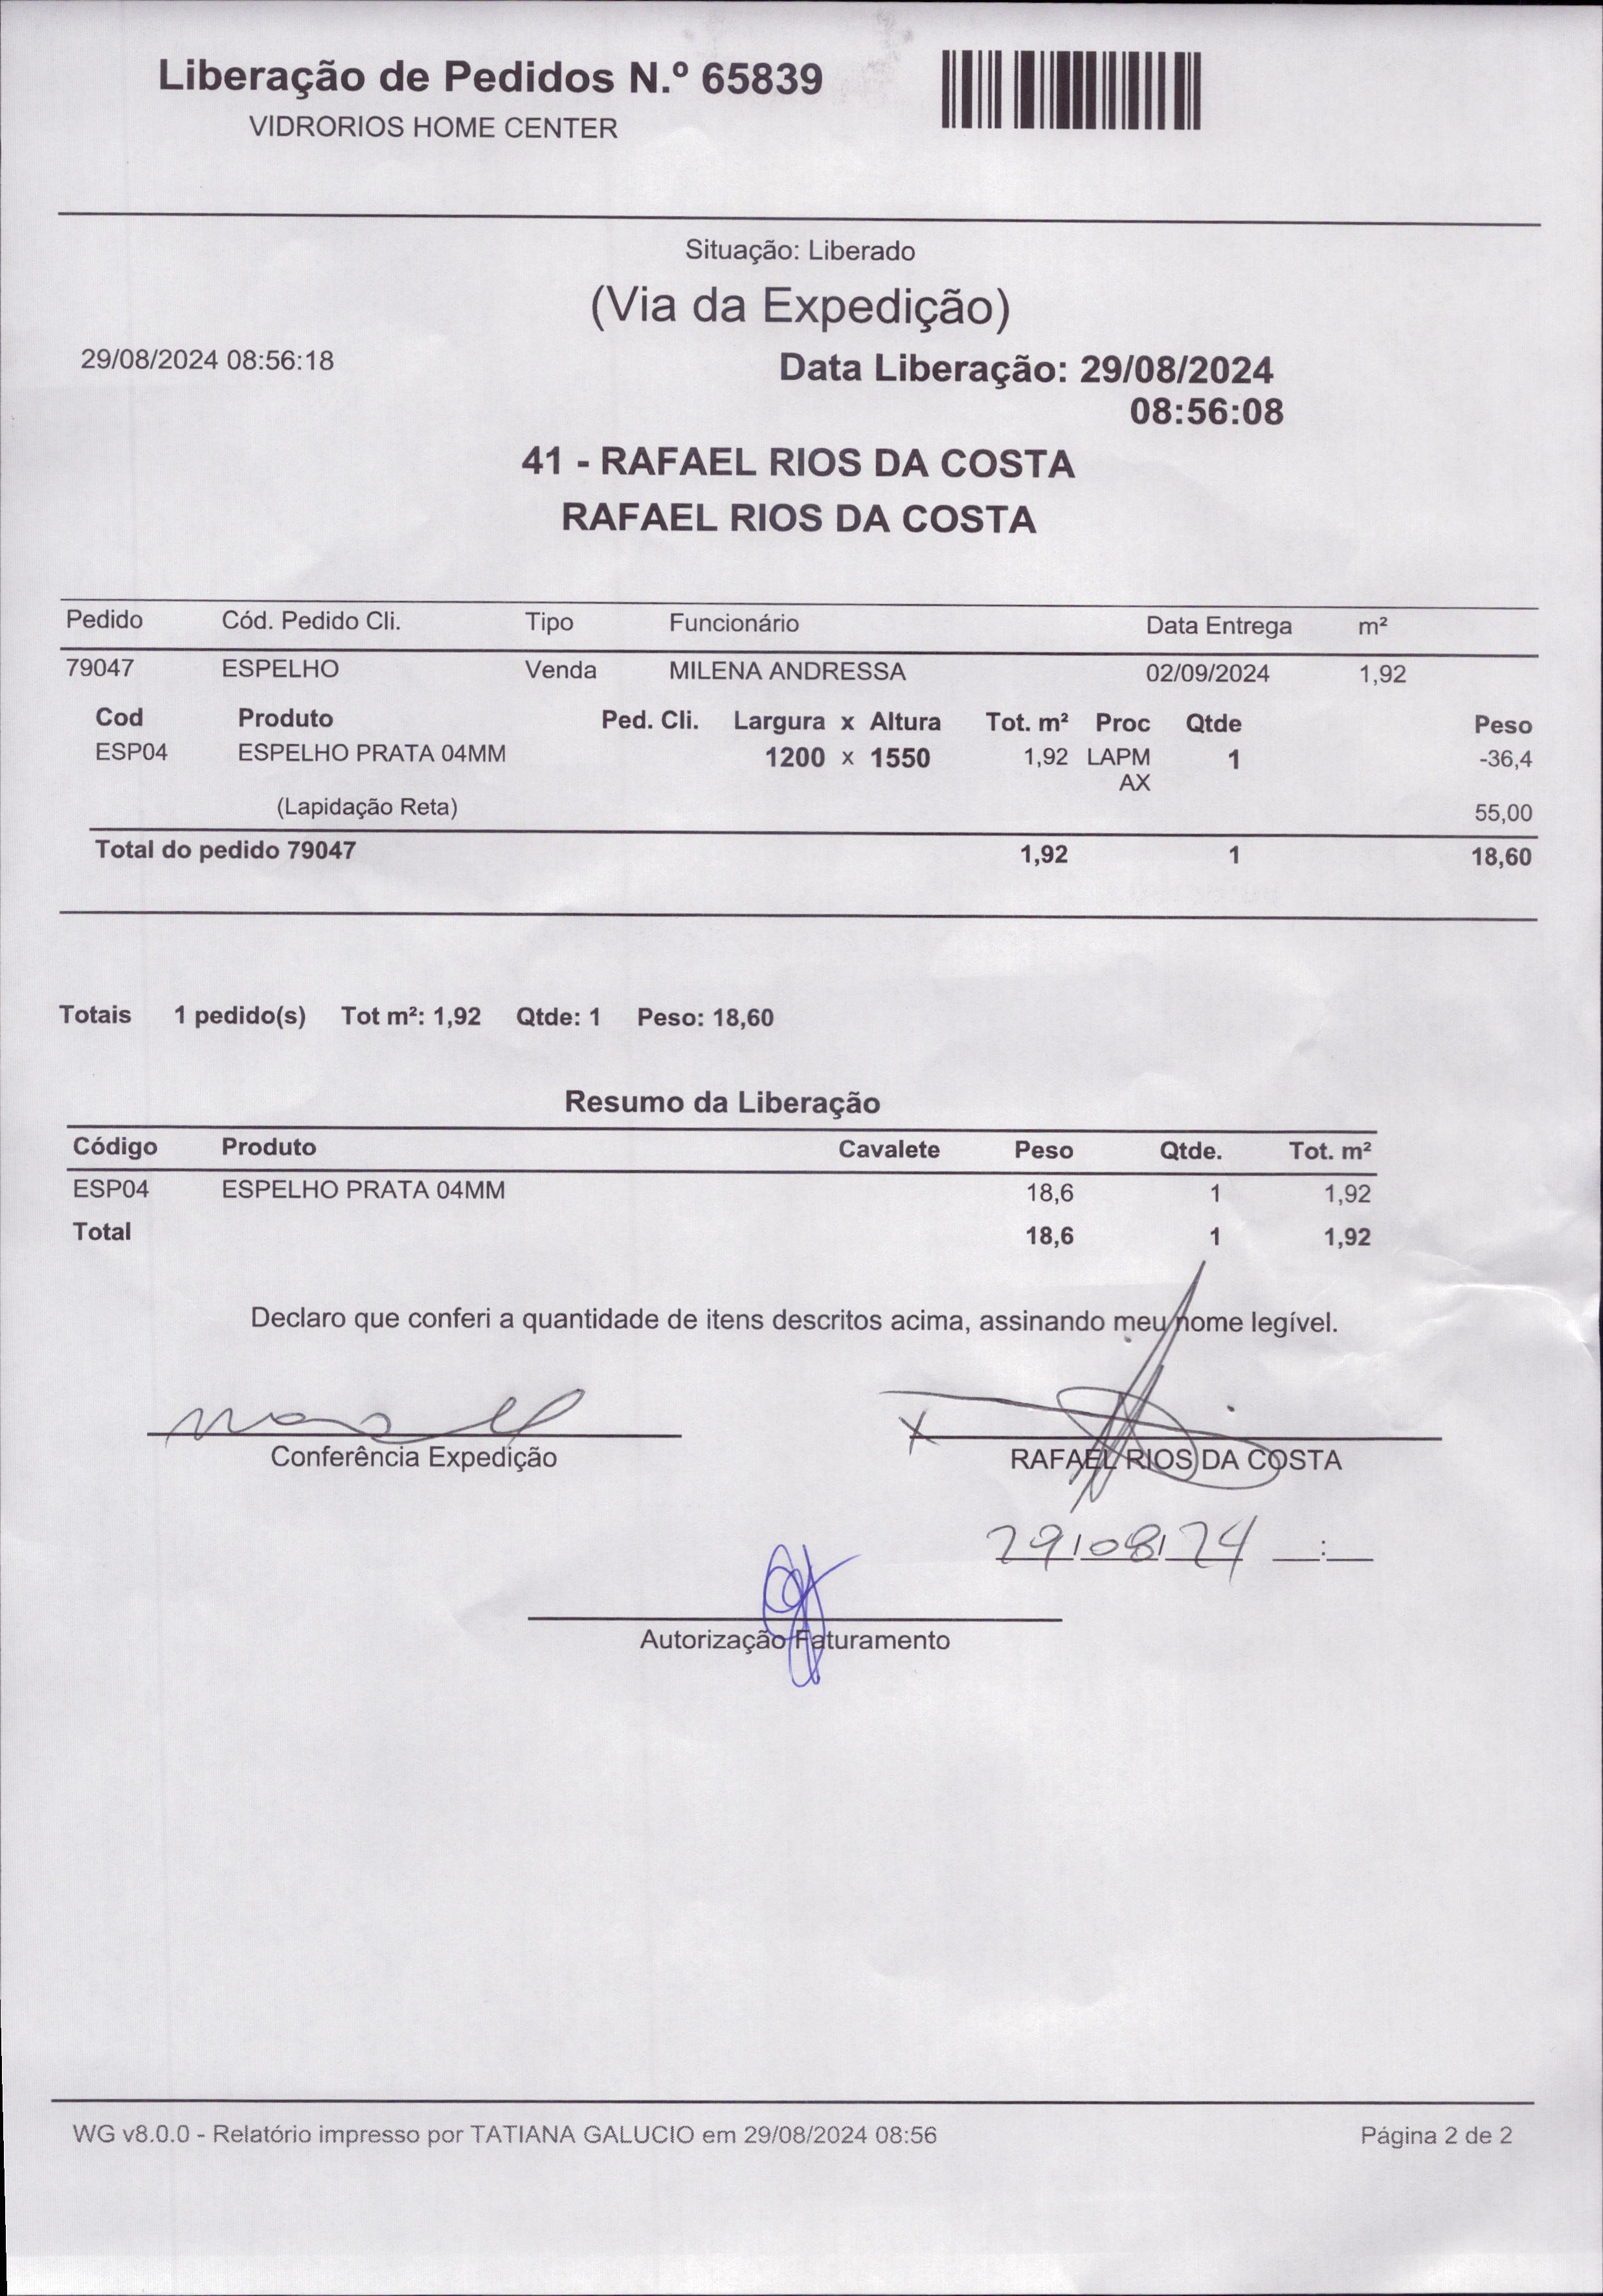 Liberação de Pedidos N.º 65839
VIDRORIOS HOME CENTER
Situação: Liberado
(Via da Expedição)
29/08/2024 08:56:18
Data Liberação: 29/08/2024
08:56:08
41 - RAFAEL RIOS DA COSTA
RAFAEL RIOS DA COSTA
Pedido Cód. Pedido Cli. Tipo Funcionário Data Entrega m²
79047 ESPELHO Venda MILENA ANDRESSA 02/09/2024 1,92
Cod Produto Ped. Cli. Largura x Altura Tot. m² Proc Qtde Peso
ESP04 ESPELHO PRATA 04MM 1200 x 1550 1,92 LAPM 1 -36,4
AX
(Lapidação Reta) 55,00
Total do pedido 79047 1,92 1 18,60
Totais 1 pedido(s) Tot m²: 1,92 Qtde: 1 Peso: 18,60
Resumo da Liberação
Código Produto Cavalete Peso Qtde. Tot. m²
ESP04 ESPELHO PRATA 04MM 18,6 1 1,92
Total 18,6 1 1,92
Declaro que conferi a quantidade de itens descritos acima, assinando meu nome legível.
X
Conferência Expedição RAFAEL RIOS DA COSTA
29/08/24 __:__
Autorização Faturamento
WG v8.0.0 - Relatório impresso por TATIANA GALUCIO em 29/08/2024 08:56 Página 2 de 2